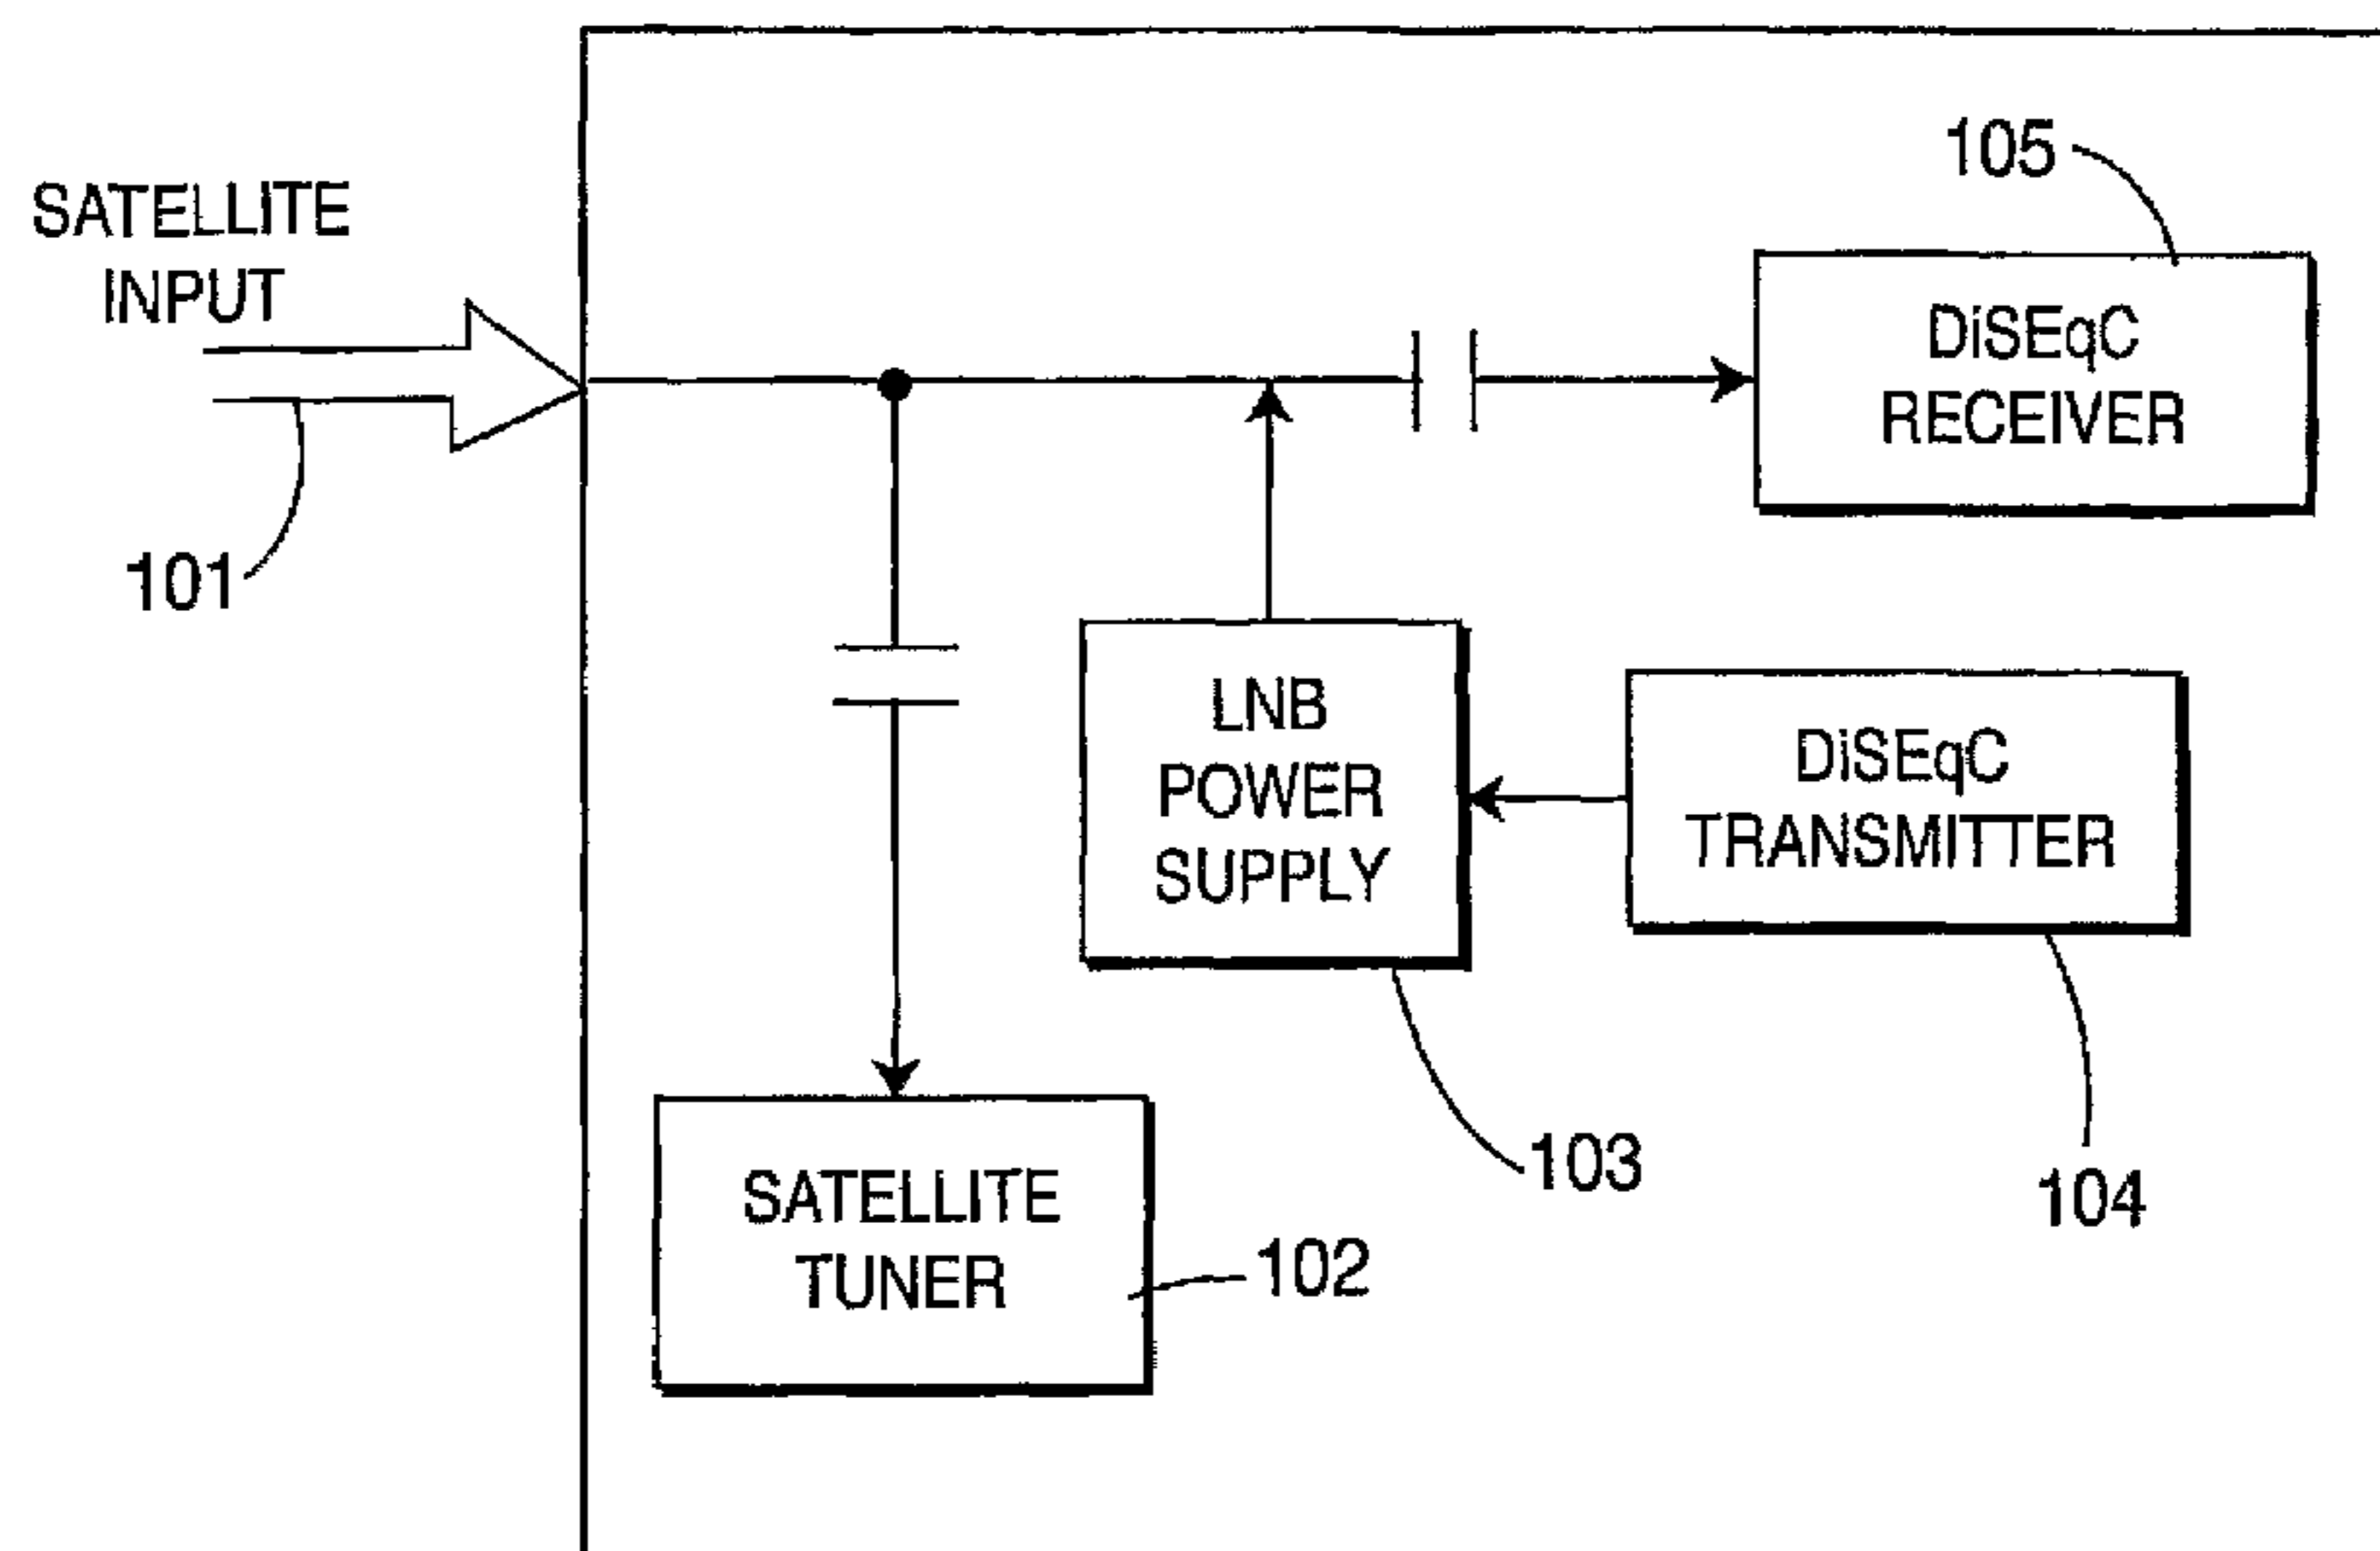 105
SATELLITE
INPUT
DiSEqC
RECEIVER
101
LNB
POWER
SUPPLY
DiSEqC
TRANSMITTER
103
104
SATELLITE
TUNER
102